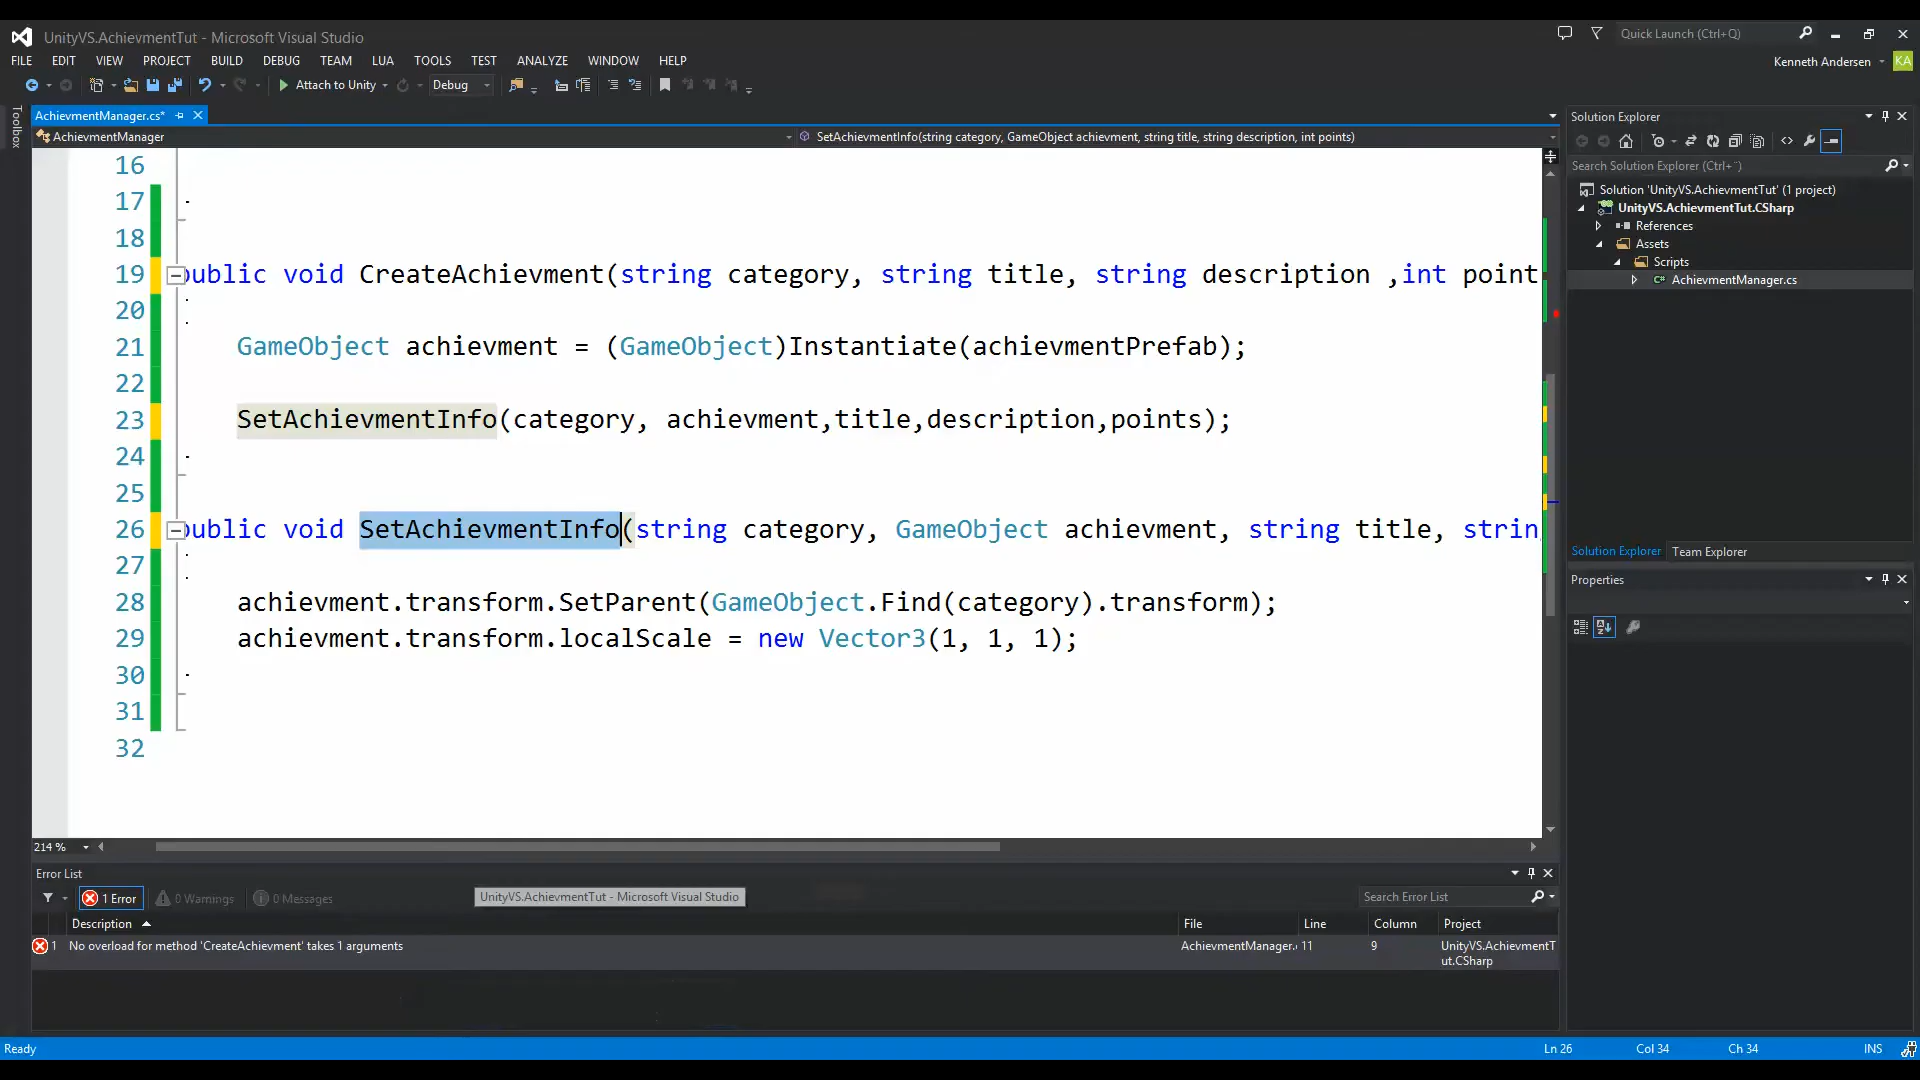 UnityVS.AchievmentTut - Microsoft Visual Studio
Quick Launch (Ctrl+Q)
FILE EDIT VIEW PROJECT BUILD DEBUG TEAM LUA TOOLS TEST ANALYZE WINDOW HELP
Kenneth Andersen KA
Attach to Unity Debug
Toolbox
AchievmentManager.cs*
AchievmentManager
SetAchievmentInfo(string category, GameObject achievment, string title, string description, int points)
16
17
18
19 public void CreateAchievment(string category, string title, string description ,int point
20
21 GameObject achievment = (GameObject)Instantiate(achievmentPrefab);
22
23 SetAchievmentInfo(category, achievment,title,description,points);
24
25
26 public void SetAchievmentInfo(string category, GameObject achievment, string title, strin
27
28 achievment.transform.SetParent(GameObject.Find(category).transform);
29 achievment.transform.localScale = new Vector3(1, 1, 1);
30
31
32
214 %
Solution Explorer
Search Solution Explorer (Ctrl+¨)
Solution 'UnityVS.AchievmentTut' (1 project)
UnityVS.AchievmentTut.CSharp
References
Assets
Scripts
C# AchievmentManager.cs
Solution Explorer Team Explorer
Properties
Error List
1 Error 0 Warnings 0 Messages
UnityVS.AchievmentTut - Microsoft Visual Studio
Search Error List
Description File Line Column Project
1 No overload for method 'CreateAchievment' takes 1 arguments AchievmentManager. 11 9 UnityVS.AchievmentT
ut.CSharp
Ready Ln 26 Col 34 Ch 34 INS